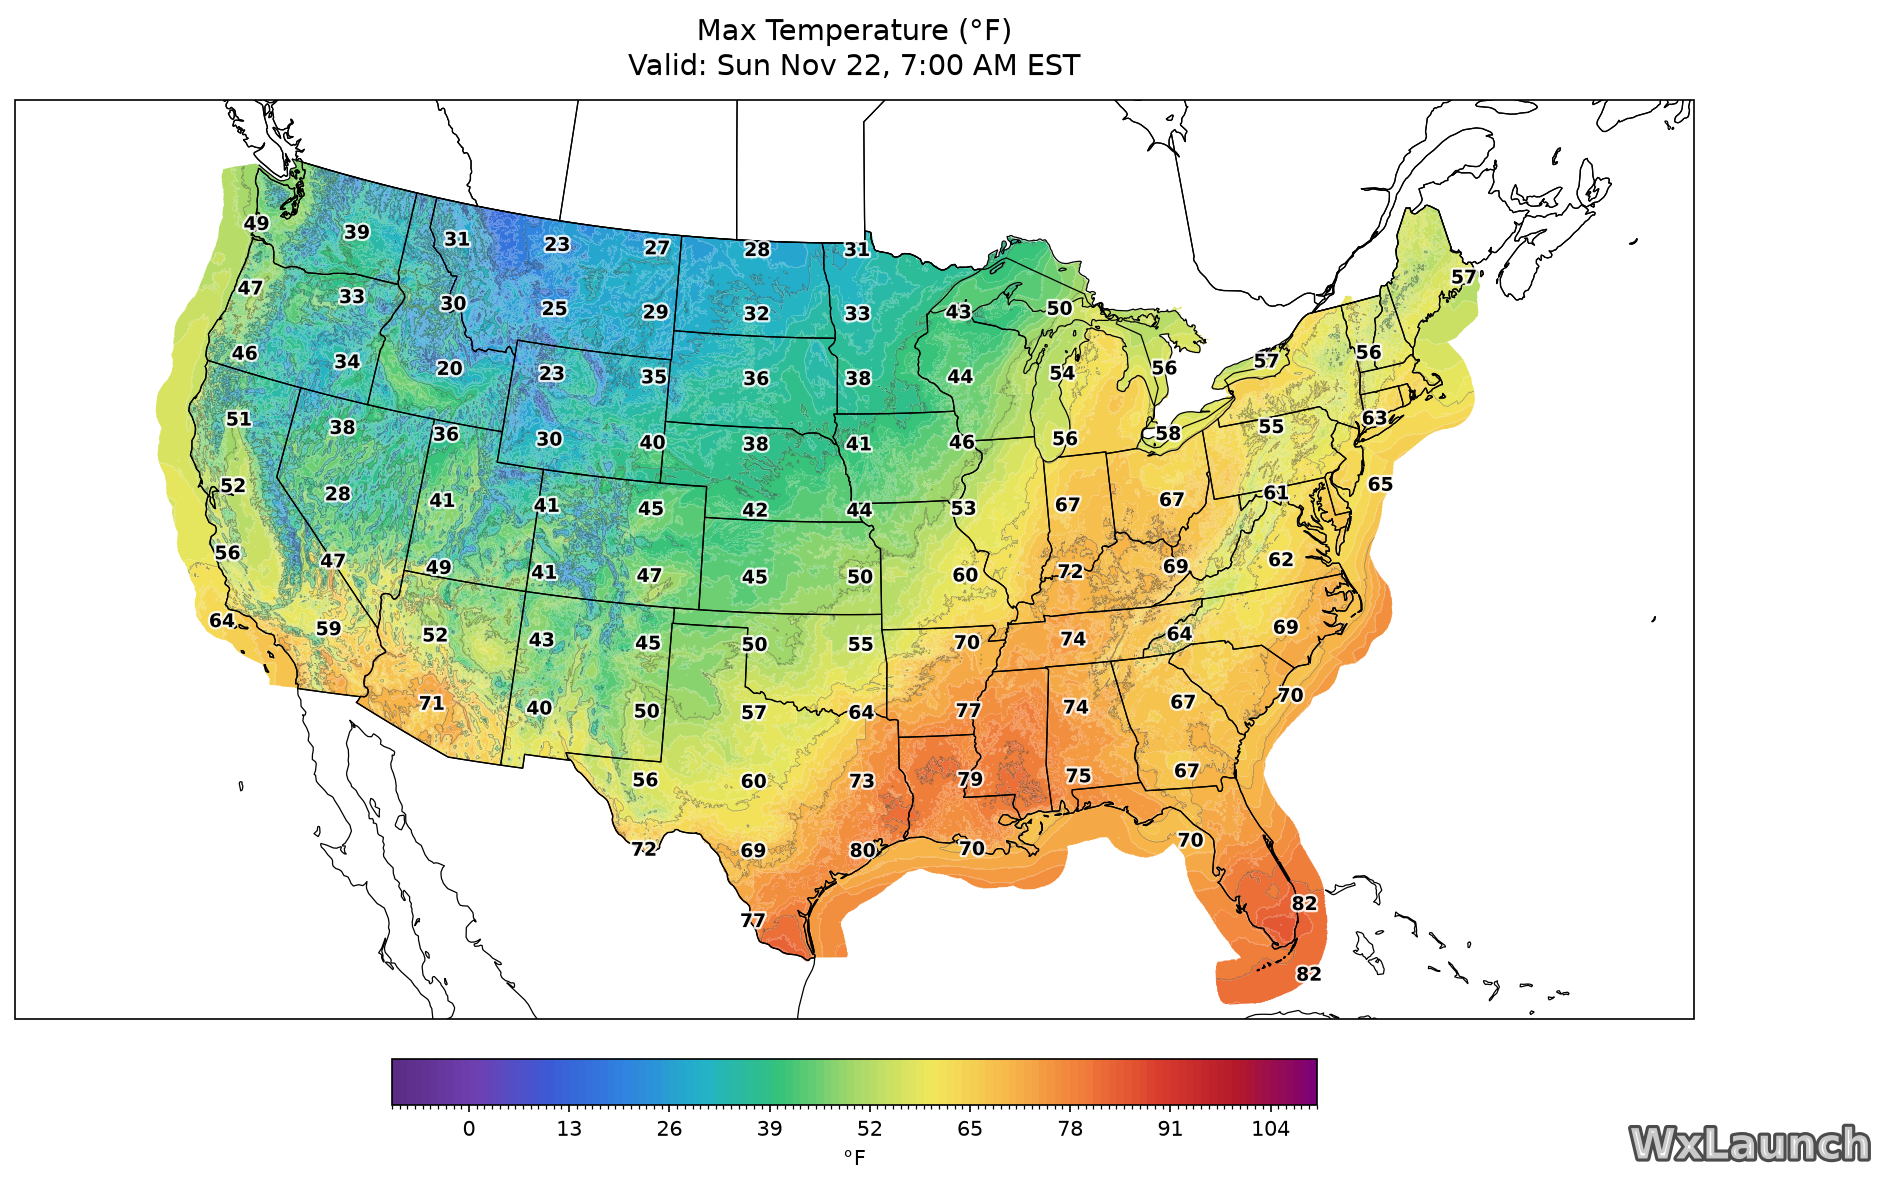 Max Temperature (°F)
Valid: Sun Nov 22, 7:00 AM EST
49 39 31 23 27 28 31
47 33 30 25 29 32 33 43 50 57
46 34 20 23 35 36 38 44 54 56 57 56
51 38 36 30 40 38 41 46 56 58 55 63
52 28 41 41 45 42 44 53 67 67 61 65
56 47 49 41 47 45 50 60 72 69 62
64 59 52 43 45 50 55 70 74 64 69
71 40 50 57 64 77 74 67 70
56 60 73 79 75 67
72 69 80 70 70
77 82
82
0 13 26 39 52 65 78 91 104
°F
WxLaunch